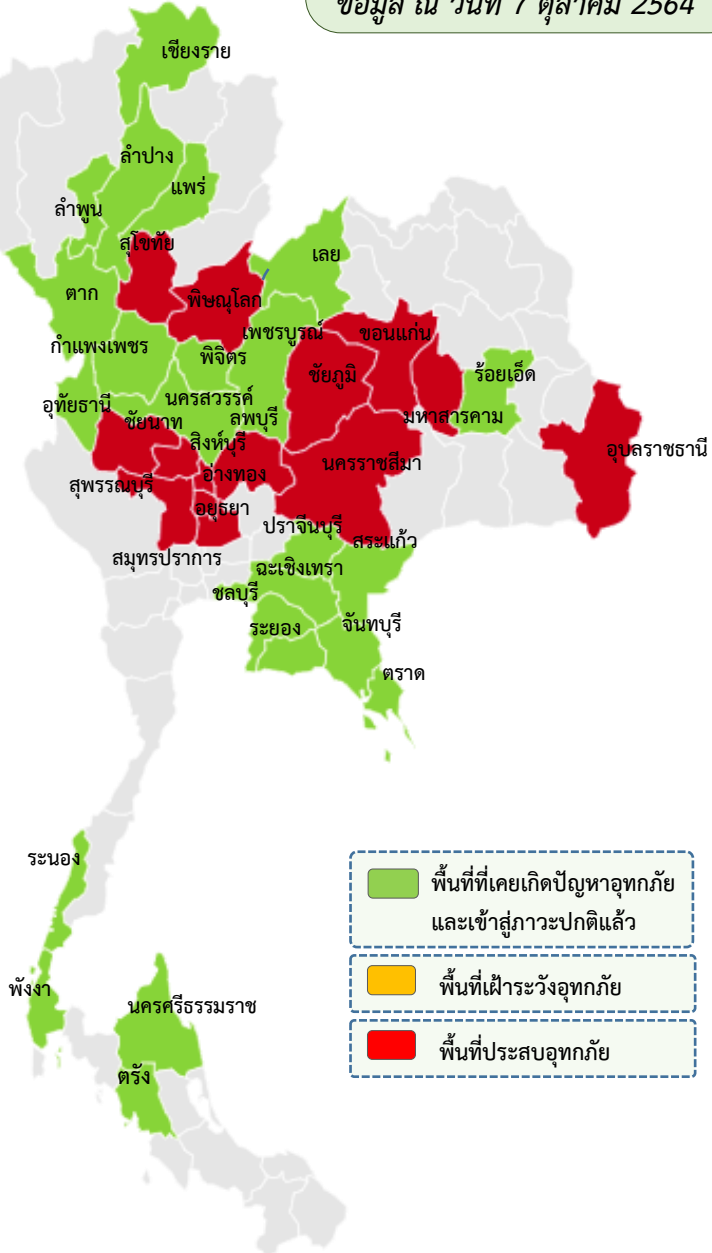 ข้อมูล ณ วันที่ 7 ตุลาคม 2564
เชียงราย
ลำปาง
แพร่
ลำพูน
สุโขทัย
เลย
ตาก
พิษณุโลก
เพชรบูรณ์
ขอนแก่น
กำแพงเพชร
พิจิตร
ชัยภูมิ
ร้อยเอ็ด
อุทัยธานี
นครสวรรค์
ลพบุรี
มหาสารคาม
ชัยนาท
สิงห์บุรี
อุบลราชธานี
อ่างทอง
นครราชสีมา
สุพรรณบุรี
อยุธยา
ปราจีนบุรี
สระแก้ว
สมุทรปราการ
ฉะเชิงเทรา
ชลบุรี
ระยอง
จันทบุรี
ตราด
ระนอง
พื้นที่ที่เคยเกิดปัญหาอุทกภัย
และเข้าสู่ภาวะปกติแล้ว
พังงา
พื้นที่เฝ้าระวังอุทกภัย
นครศรีธรรมราช
พื้นที่ประสบอุทกภัย
ตรัง